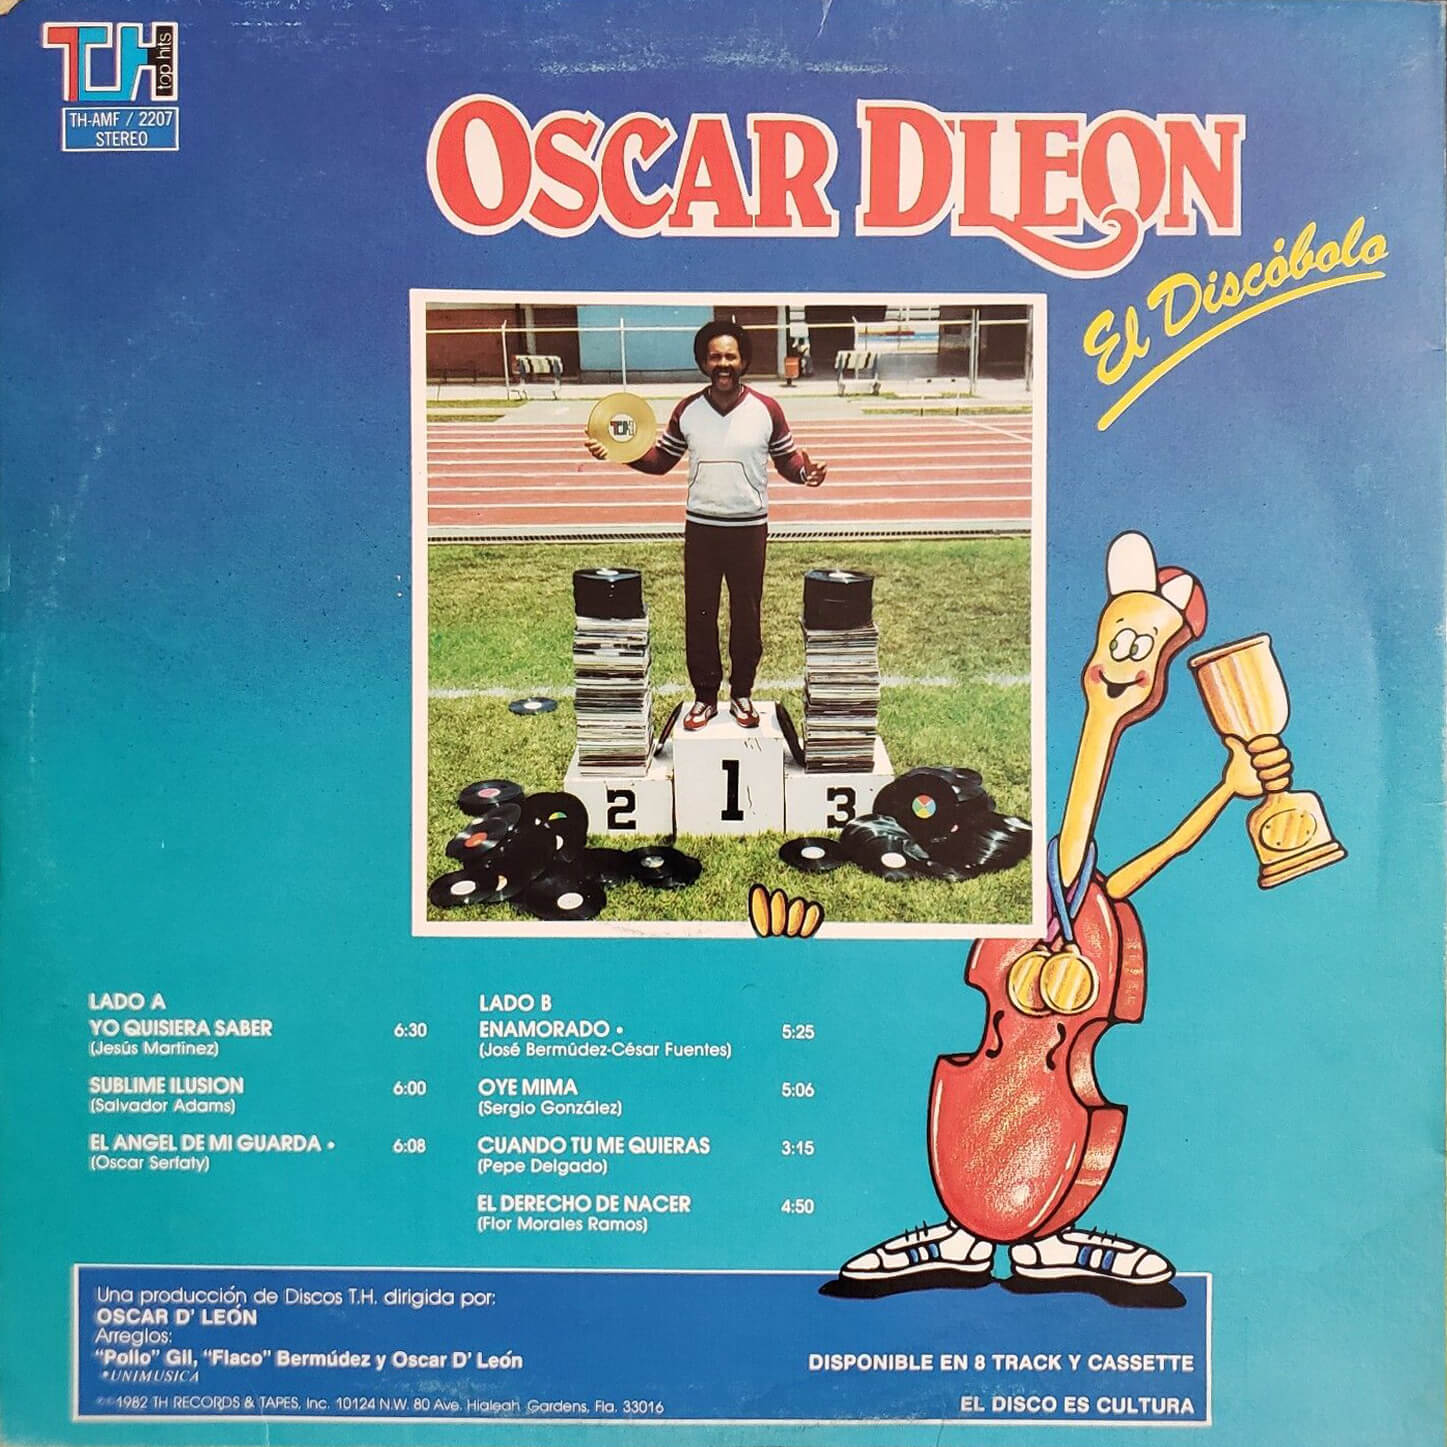 TH top hits
TH-AMF / 2207
STEREO
OSCAR D'LEON
El Discóbolo
TH
2 1 3
LADO A
YO QUISIERA SABER 6:30
(Jesús Martínez)
SUBLIME ILUSION 6:00
(Salvador Adams)
EL ANGEL DE MI GUARDA • 6:08
(Oscar Serfaty)
LADO B
ENAMORADO • 5:25
(José Bermúdez-César Fuentes)
OYE MIMA 5:06
(Sergio González)
CUANDO TU ME QUIERAS 3:15
(Pepe Delgado)
EL DERECHO DE NACER 4:50
(Flor Morales Ramos)
Una producción de Discos T.H. dirigida por:
OSCAR D' LEÓN
Arreglos:
"Pollo" Gil, "Flaco" Bermúdez y Oscar D' León
*UNIMUSICA
1982 TH RECORDS & TAPES, Inc. 10124 N.W. 80 Ave. Hialeah Gardens, Fla. 33016
DISPONIBLE EN 8 TRACK Y CASSETTE
EL DISCO ES CULTURA